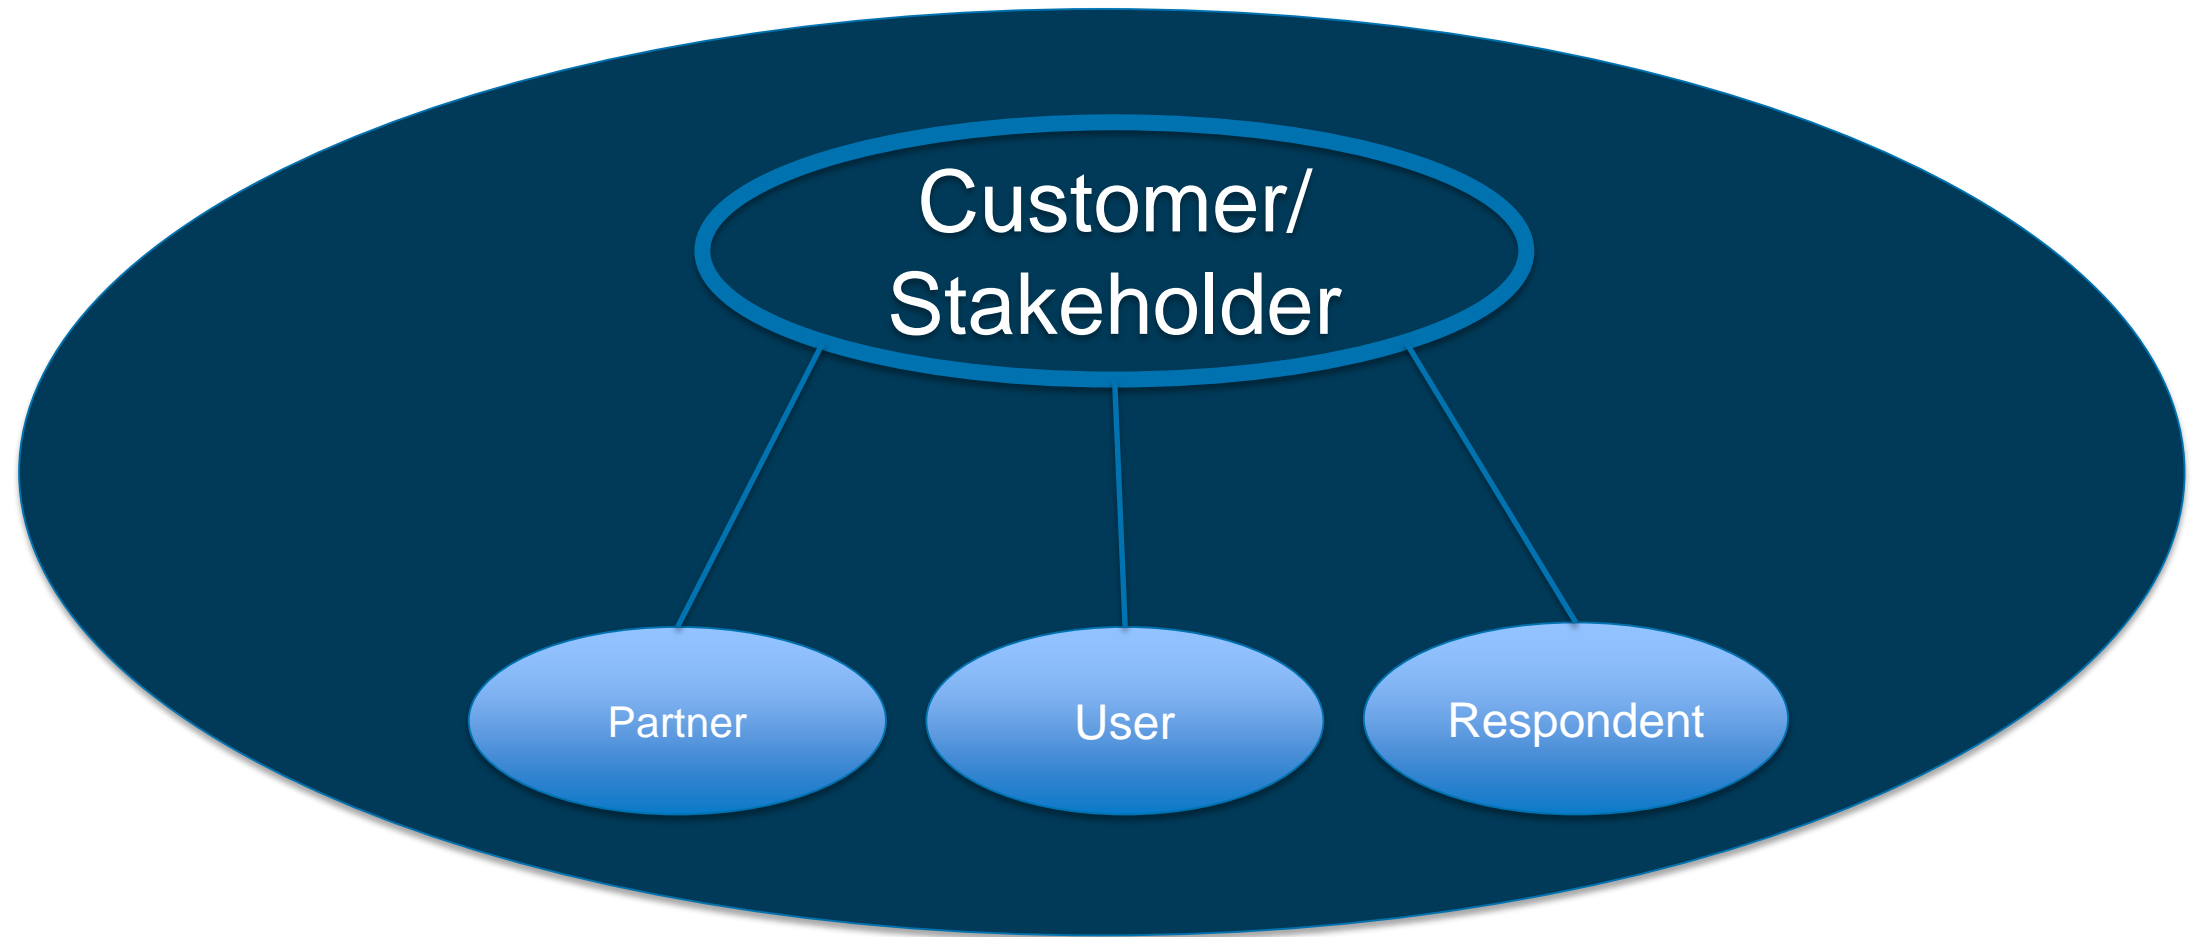 Customer/
Stakeholder
Partner
User
Respondent